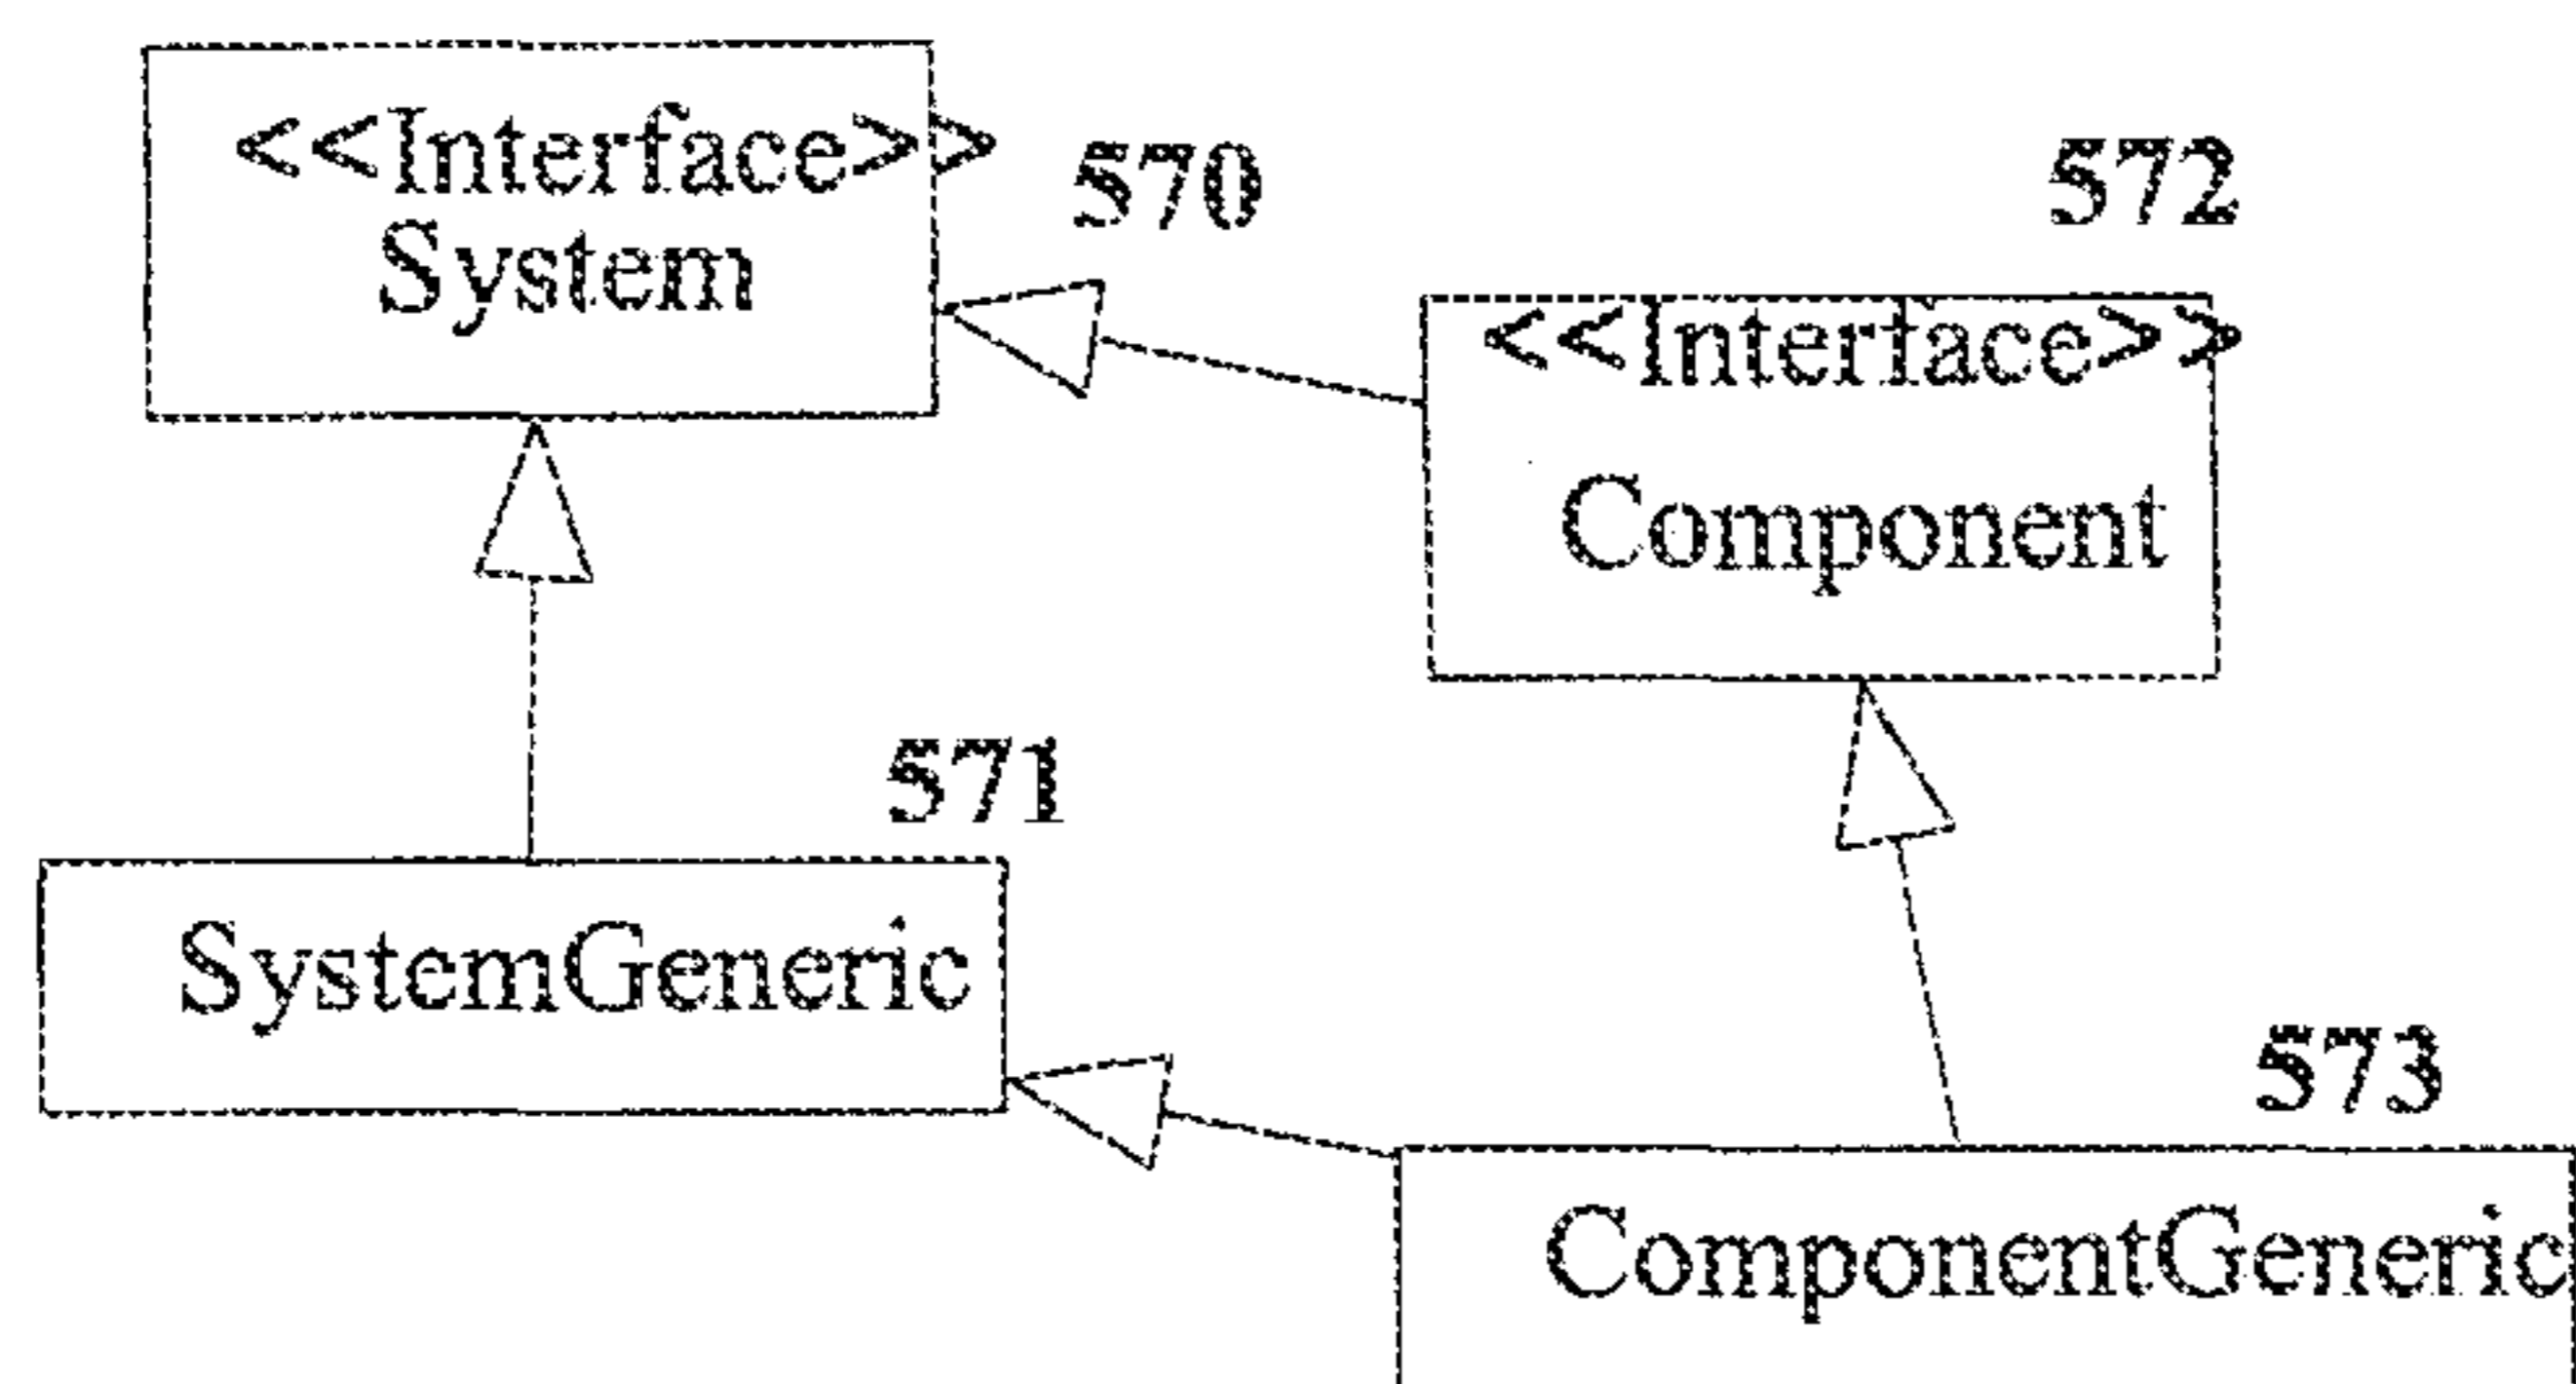 <<Interface>>
System
570
572
<<Interface>>
Component
571
SystemGeneric
573
ComponentGeneric